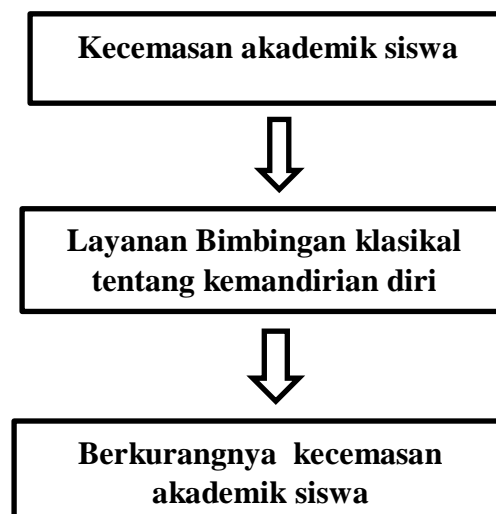 Kecemasan akademik siswa
Layanan Bimbingan klasikal
tentang kemandirian diri
Berkurangnya kecemasan
akademik siswa